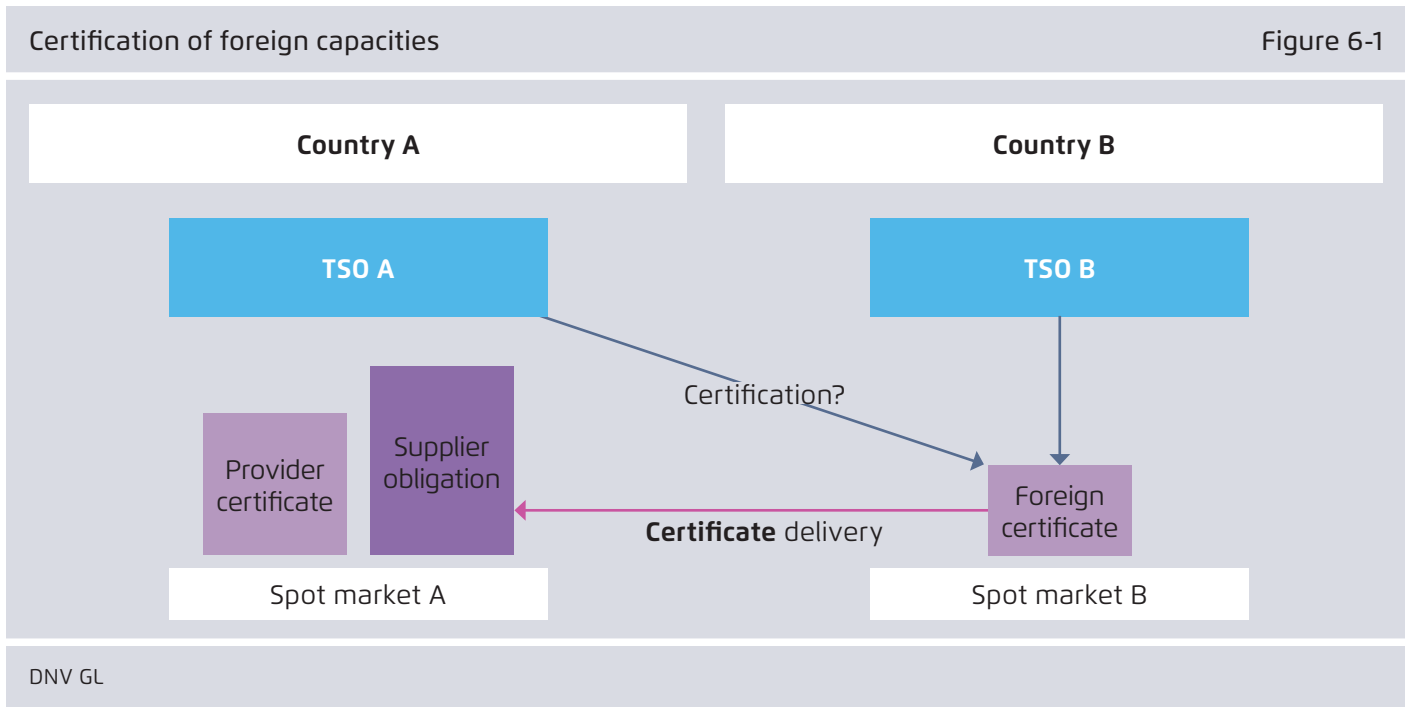 Certification of foreign capacities
Figure 6-1
Country A
Country B
TSO A
TSO B
Certification?
Supplier
obligation
Provider
certificate
Foreign
certificate
Certificate delivery
Spot market A
Spot market B
DNV GL